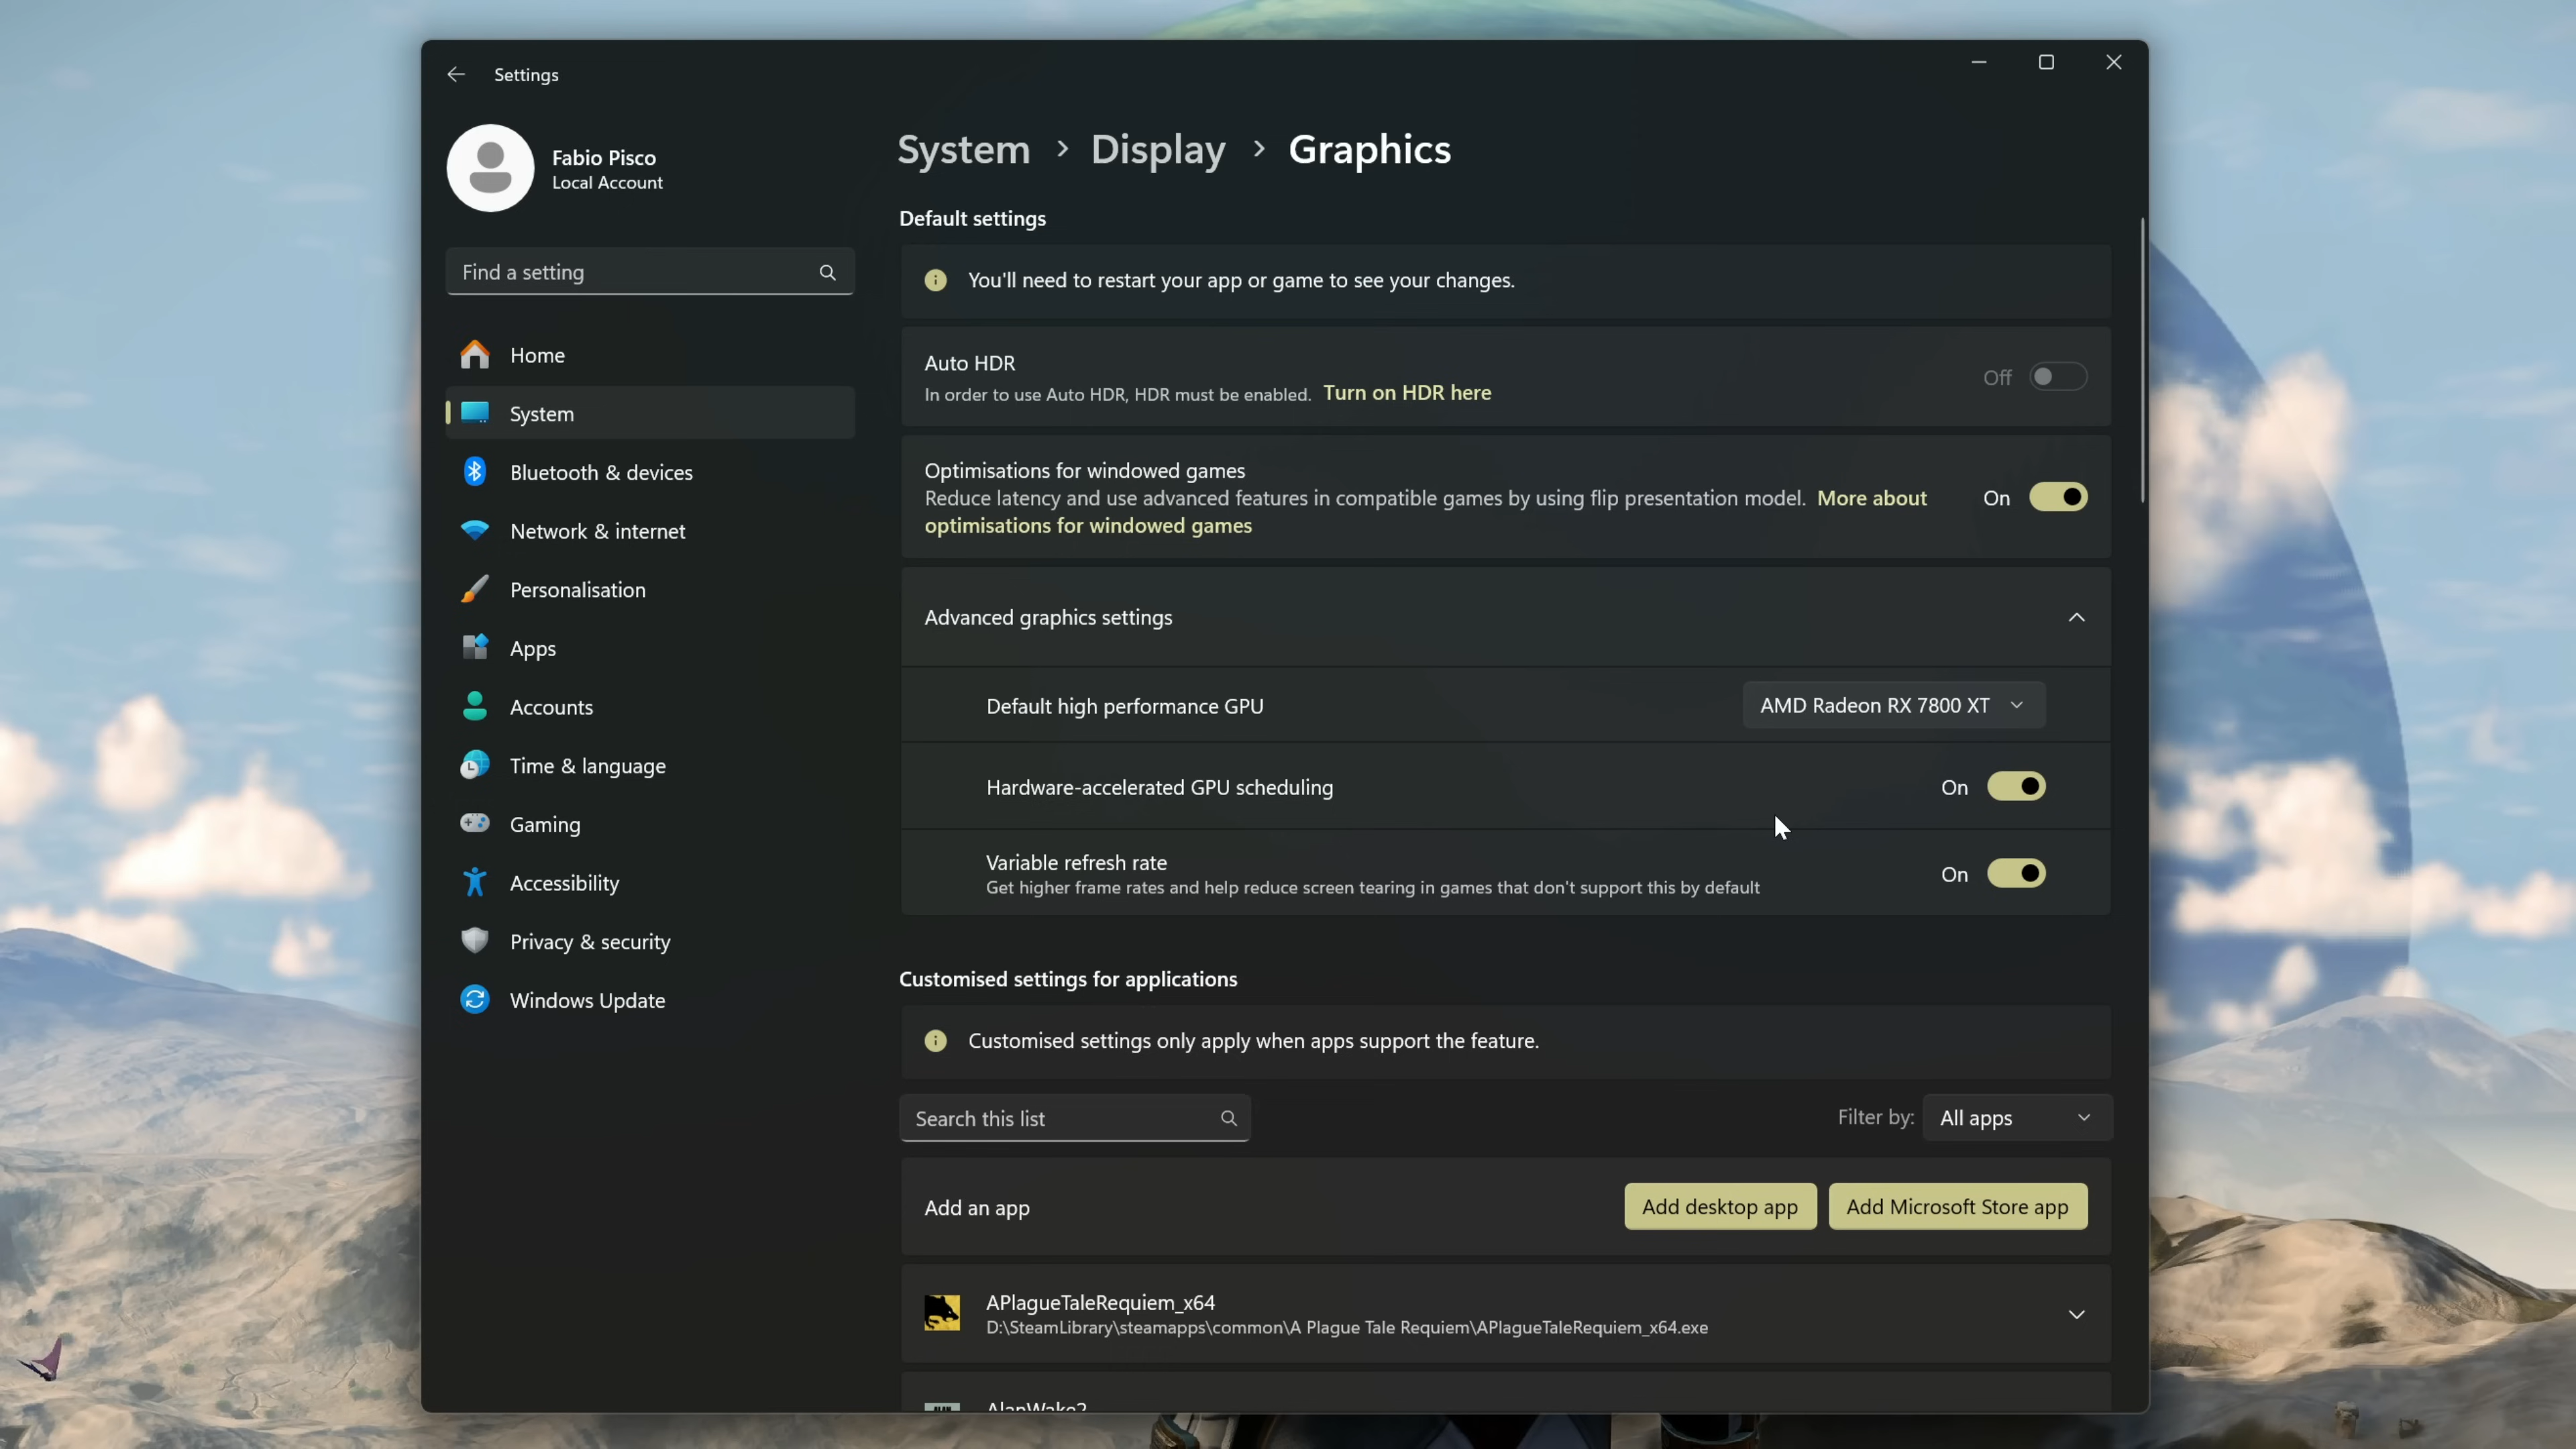 Settings
Fabio Pisco
Local Account
Find a setting
Home
System
Bluetooth & devices
Network & internet
Personalisation
Apps
Accounts
Time & language
Gaming
Accessibility
Privacy & security
Windows Update
System > Display > Graphics
Default settings
You'll need to restart your app or game to see your changes.
Auto HDR
Off
In order to use Auto HDR, HDR must be enabled. Turn on HDR here
Optimisations for windowed games
Reduce latency and use advanced features in compatible games by using flip presentation model. More about
optimisations for windowed games
On
Advanced graphics settings
Default high performance GPU
AMD Radeon RX 7800 XT
Hardware-accelerated GPU scheduling
On
Variable refresh rate
Get higher frame rates and help reduce screen tearing in games that don't support this by default
On
Customised settings for applications
Customised settings only apply when apps support the feature.
Search this list
Filter by: All apps
Add an app
Add desktop app
Add Microsoft Store app
APlagueTaleRequiem_x64
D:\SteamLibrary\steamapps\common\A Plague Tale Requiem\APlagueTaleRequiem_x64.exe
AlanWake2